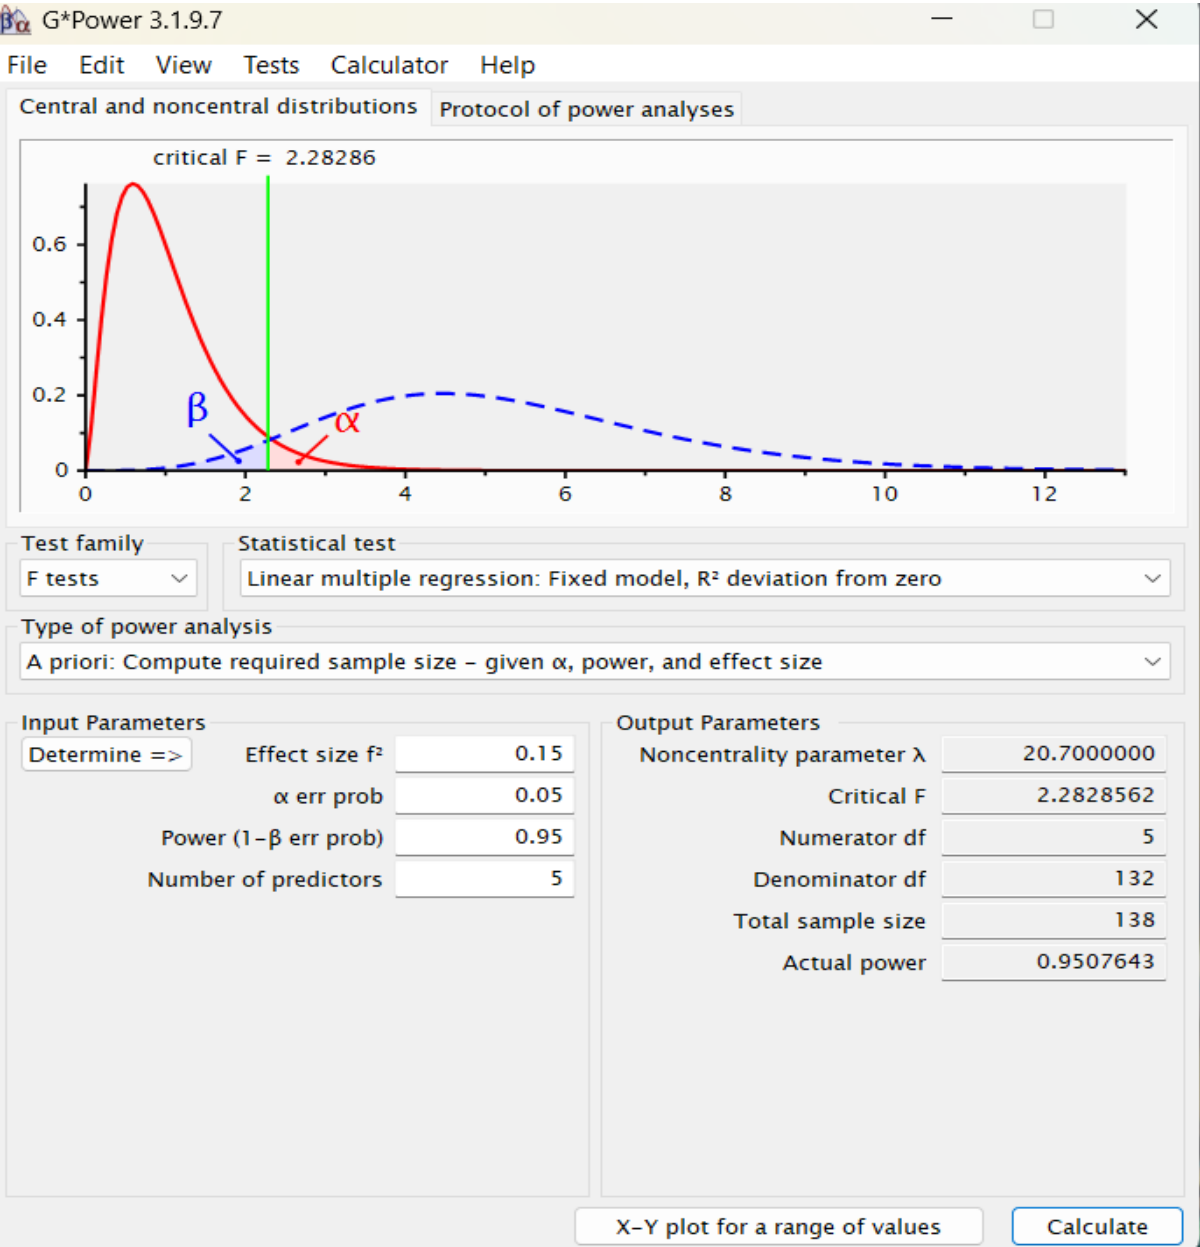 βα G*Power 3.1.9.7
File Edit View Tests Calculator Help
Central and noncentral distributions Protocol of power analyses
critical F = 2.28286
0.6
0.4
0.2
β
α
0
0 2 4 6 8 10 12
Test family Statistical test
F tests Linear multiple regression: Fixed model, R² deviation from zero
Type of power analysis
A priori: Compute required sample size – given α, power, and effect size
Input Parameters Output Parameters
Determine => Effect size f² 0.15 Noncentrality parameter λ 20.7000000
α err prob 0.05 Critical F 2.2828562
Power (1−β err prob) 0.95 Numerator df 5
Number of predictors 5 Denominator df 132
Total sample size 138
Actual power 0.9507643
X–Y plot for a range of values Calculate